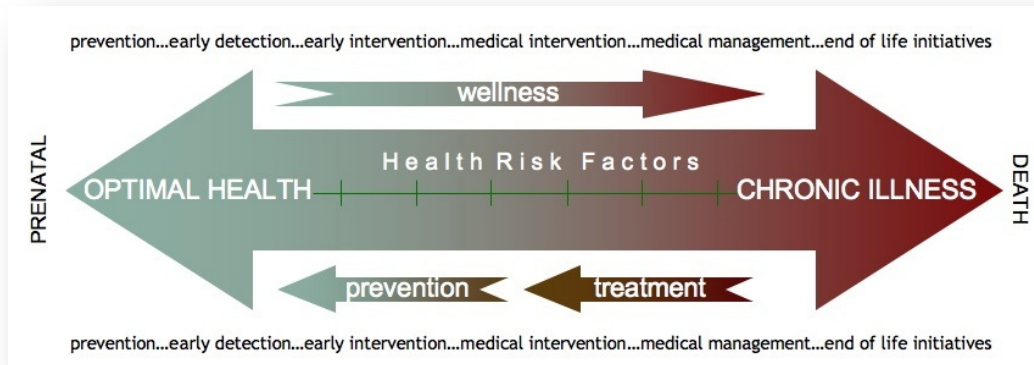 prevention...early detection...early intervention...medical intervention...medical management...end of life initiatives
wellness
Health Risk Factors
PRENATAL
OPTIMAL HEALTH
CHRONIC ILLNESS
DEATH
prevention
treatment
prevention...early detection...early intervention...medical intervention...medical management...end of life initiatives